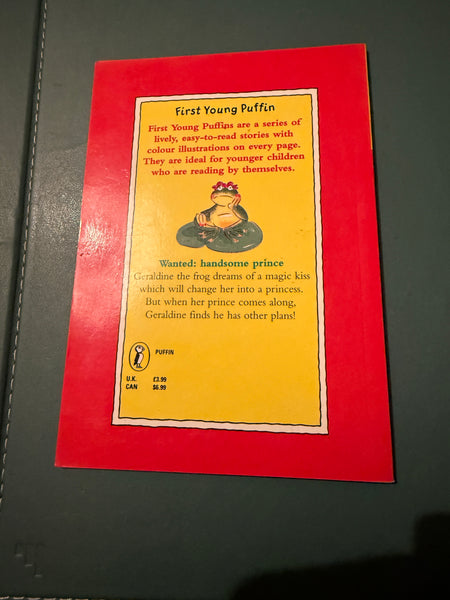 First Young Puffin
First Young Puffins are a series of
lively, easy-to-read stories with
colour illustrations on every page.
They are ideal for younger children
who are reading by themselves.
Wanted: handsome prince
Geraldine the frog dreams of a magic kiss
which will change her into a princess.
But when her prince comes along,
Geraldine finds he has other plans!
PUFFIN
U.K. £3.99
CAN $6.99